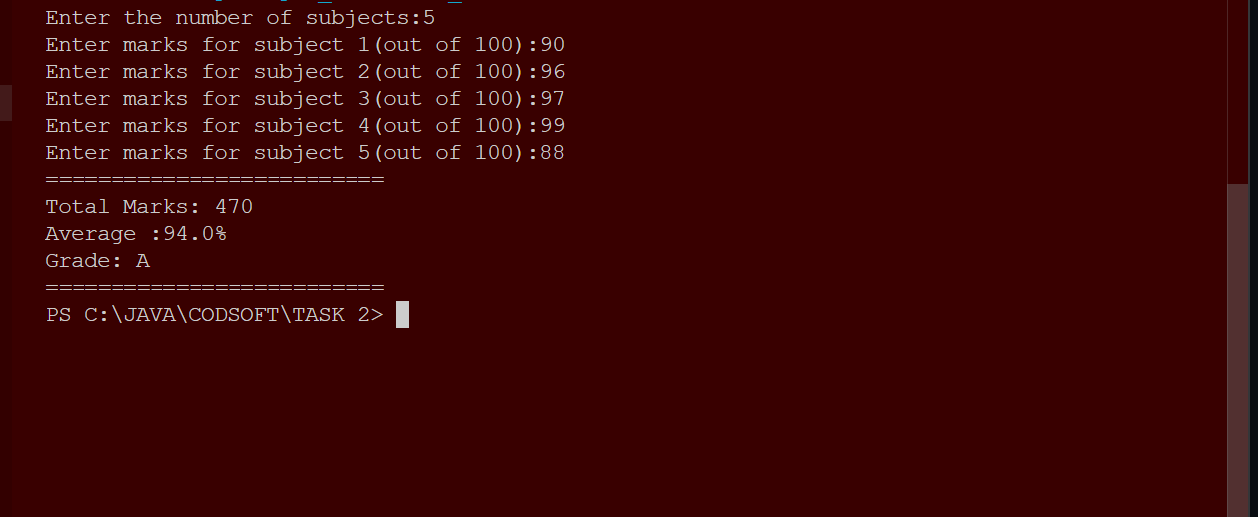 Enter the number of subjects:5
Enter marks for subject 1(out of 100):90
Enter marks for subject 2(out of 100):96
Enter marks for subject 3(out of 100):97
Enter marks for subject 4(out of 100):99
Enter marks for subject 5(out of 100):88
==========================
Total Marks: 470
Average :94.0%
Grade: A
==========================
PS C:\JAVA\CODSOFT\TASK 2>